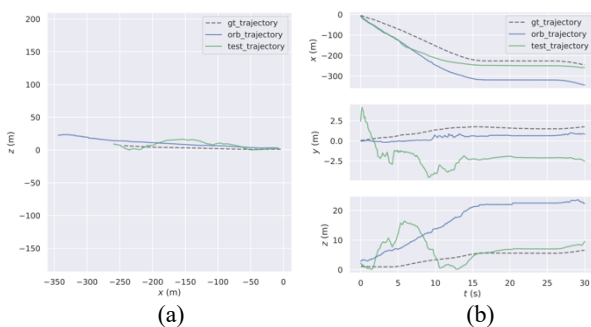 200
150
100
50
0
−50
−100
−150
z (m)
−350 −300 −250 −200 −150 −100 −50 0
x (m)
gt_trajectory
orb_trajectory
test_trajectory
(a)
0
−100
−200
−300
x (m)
gt_trajectory
orb_trajectory
test_trajectory
2.5
0.0
−2.5
y (m)
20
10
0
z (m)
0 5 10 15 20 25 30
t (s)
(b)